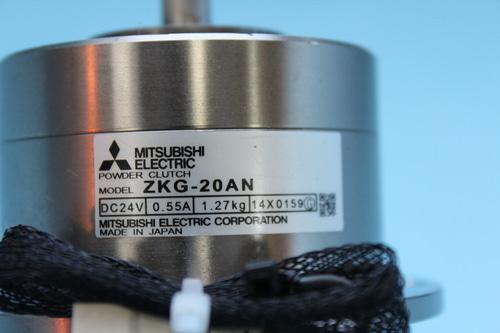 MITSUBISHI
ELECTRIC
POWDER CLUTCH
MODEL ZKG-20AN
DC24V 0.55A 1.27kg 14X0159 G
MITSUBISHI ELECTRIC CORPORATION
MADE IN JAPAN